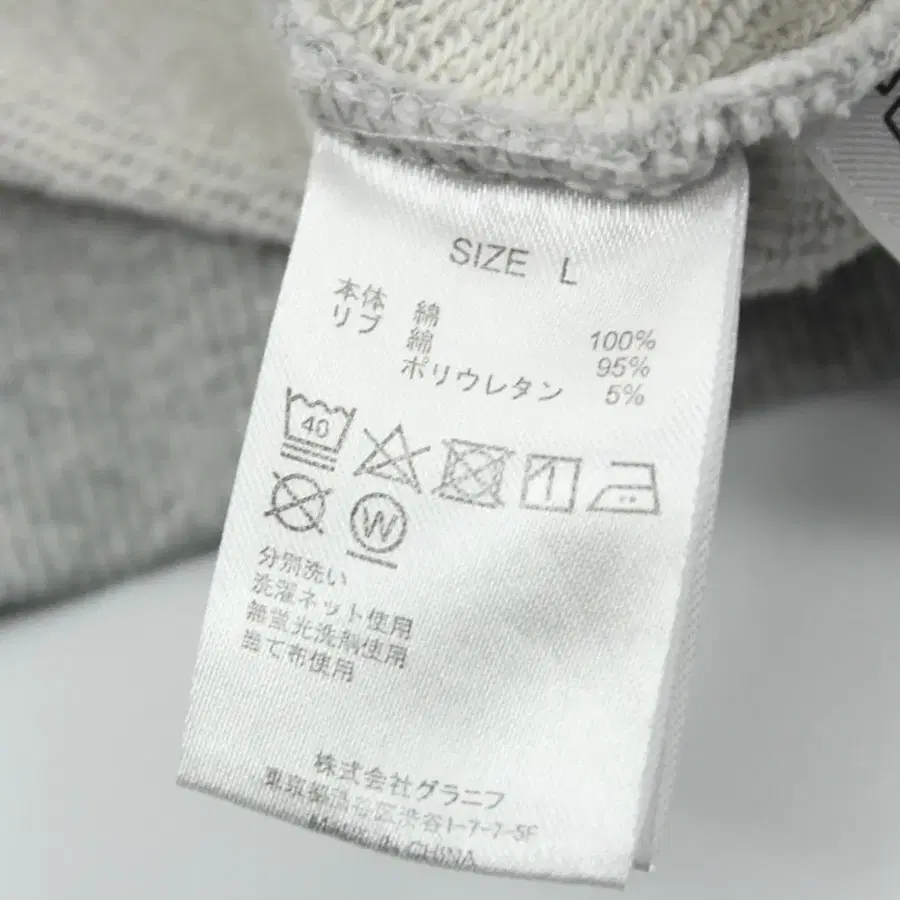 SIZE L
本体 綿 100%
リブ 綿 95%
ポリウレタン 5%
40
W
分別洗い
洗濯ネット使用
無蛍光洗剤使用
当て布使用
株式会社グラニフ
東京都渋谷区渋谷1-7-7-5F
MADE IN CHINA